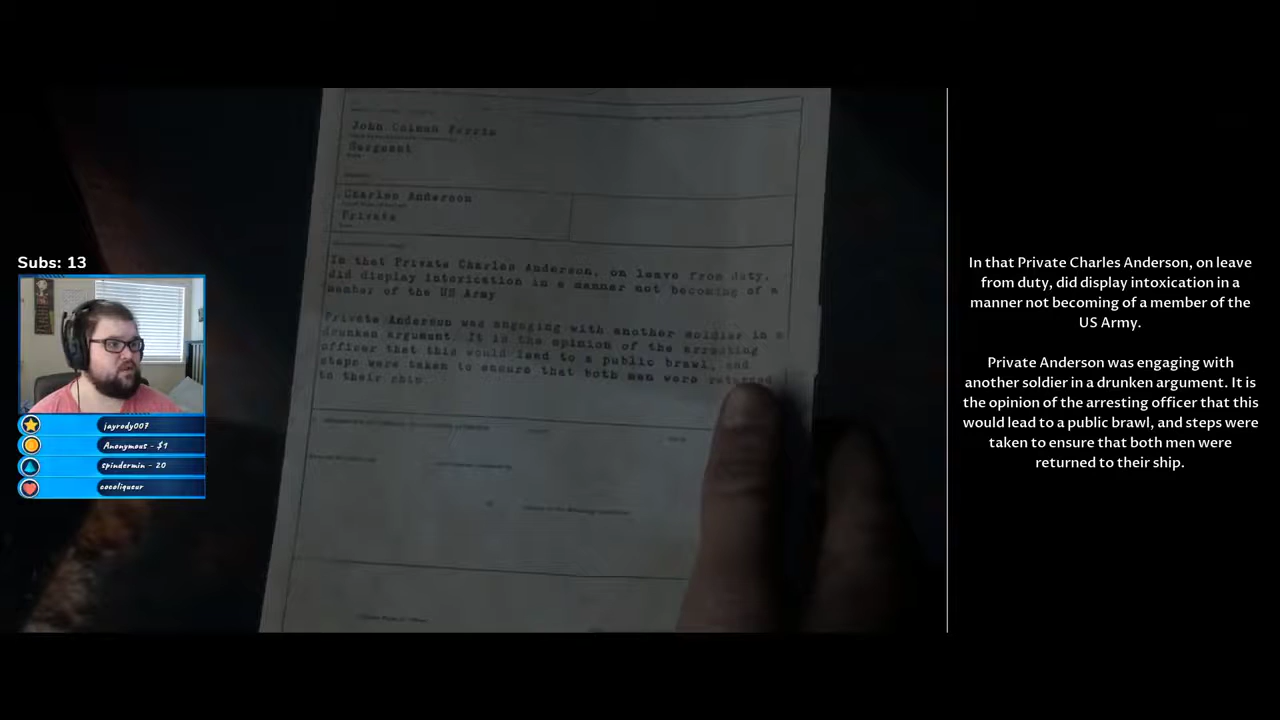 John Coiman Ferris
Sergeant
Charles Anderson
Private
In that Private Charles Anderson, on leave from duty,
did display intoxication in a manner not becoming of a
member of the US Army
Private Anderson was engaging with another soldier in a
drunken argument. It is the opinion of the arresting
officer that this would lead to a public brawl, and
steps were taken to ensure that both men were returned
to their ship
Subs: 13
jayrody007
Anonymous - $1
spindermin - 20
cocoliqueur
In that Private Charles Anderson, on leave
from duty, did display intoxication in a
manner not becoming of a member of the
US Army.
Private Anderson was engaging with
another soldier in a drunken argument. It is
the opinion of the arresting officer that this
would lead to a public brawl, and steps were
taken to ensure that both men were
returned to their ship.